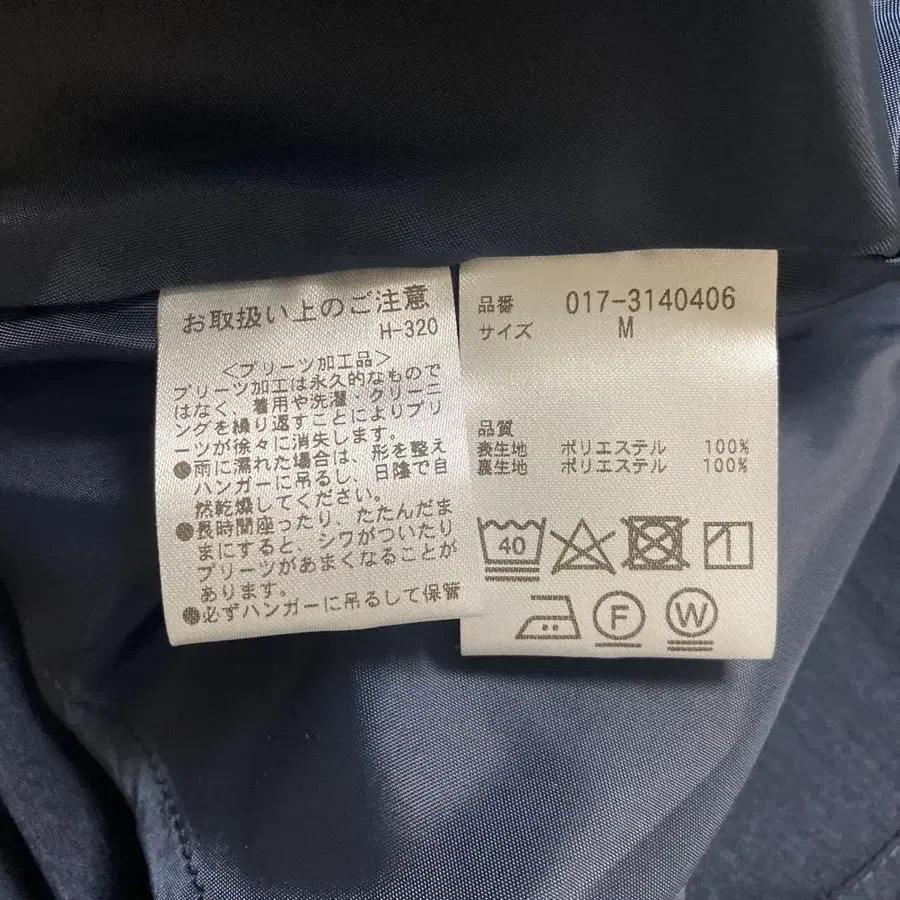 お取扱い上のご注意
H-320
<プリーツ加工品>
プリーツ加工は永久的なもので
はなく、着用や洗濯・クリーニ
ングを繰り返すことによりプリ
ーツが徐々に消失します。
●雨に濡れた場合は、形を整え
ハンガーに吊るし、日陰で自
然乾燥してください。
●長時間座ったり、たたんだま
まにすると、シワがついたり
プリーツがあまくなることが
あります。
●必ずハンガーに吊るして保管
品番 017-3140406
サイズ M
品質
表生地 ポリエステル 100%
裏生地 ポリエステル 100%
40
F
W